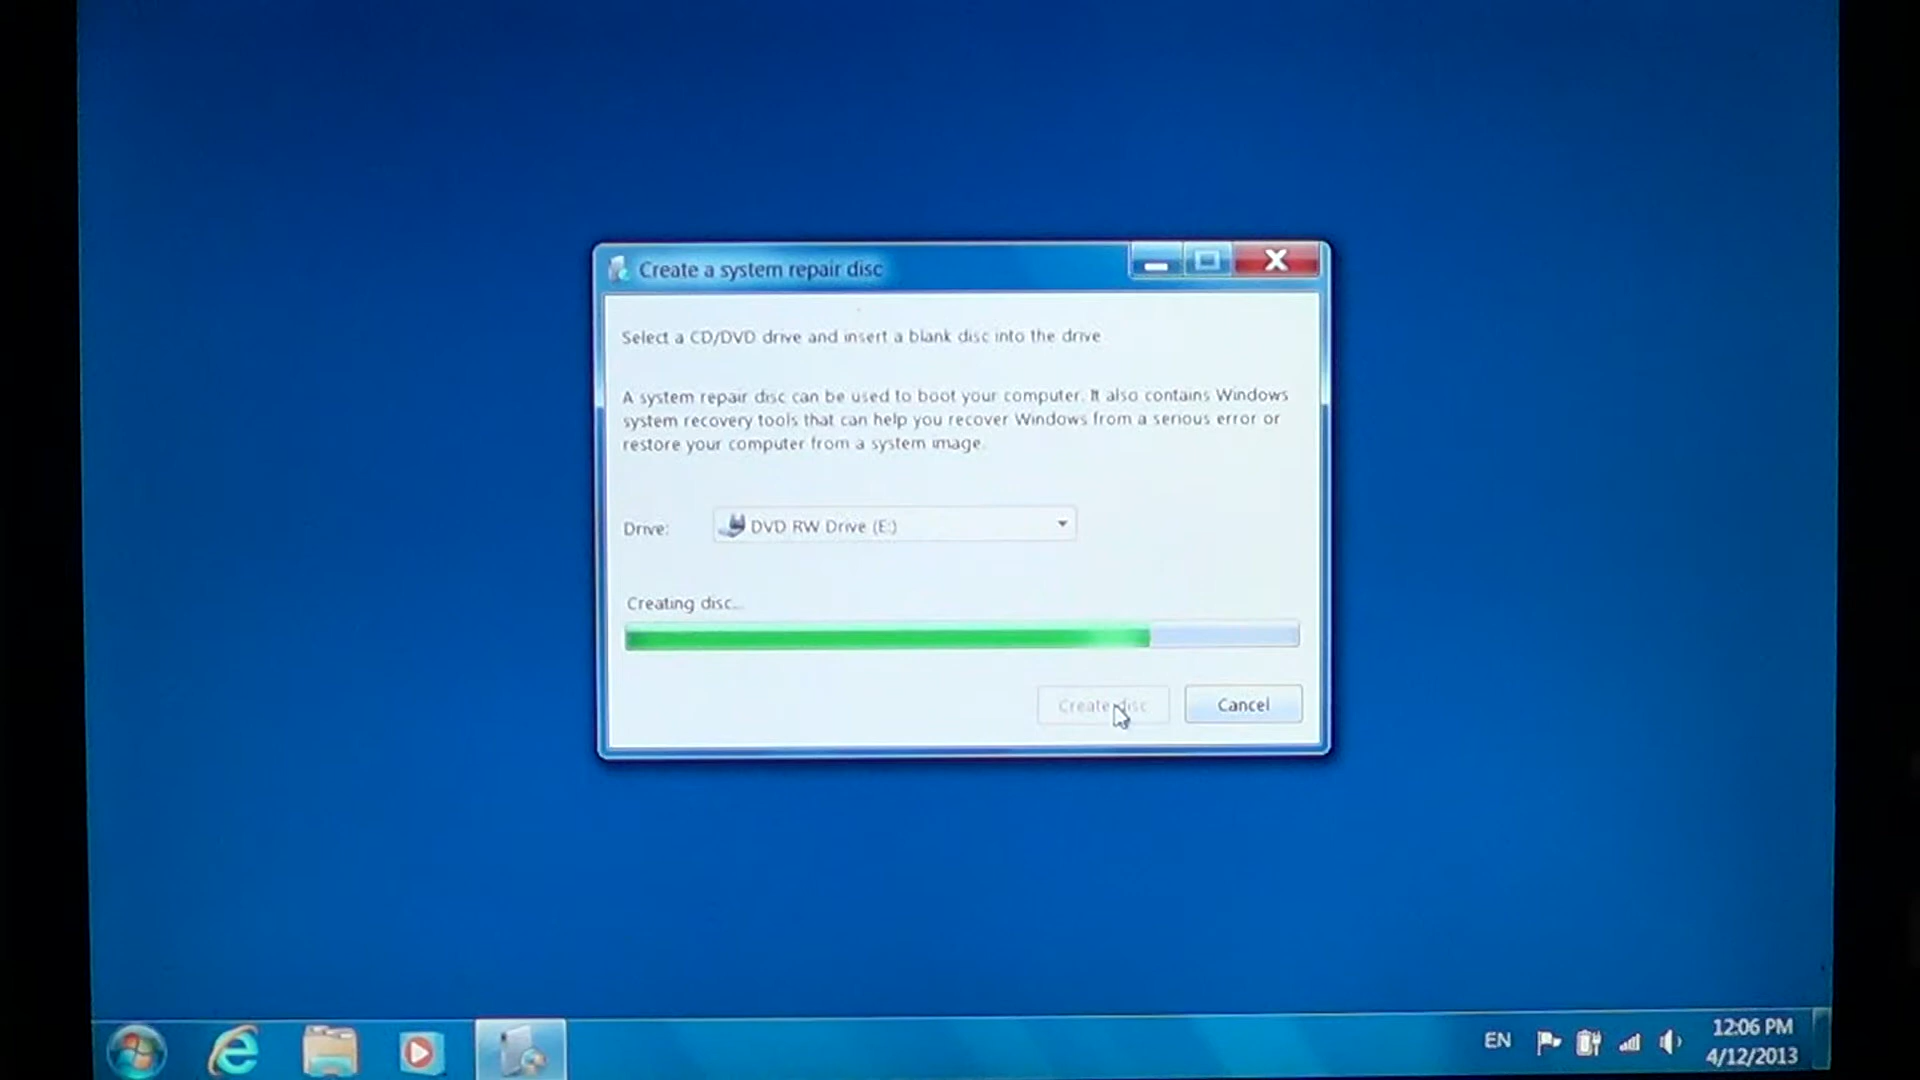 Create a system repair disc
Select a CD/DVD drive and insert a blank disc into the drive
A system repair disc can be used to boot your computer. It also contains Windows
system recovery tools that can help you recover Windows from a serious error or
restore your computer from a system image.
Drive:
DVD RW Drive (E:)
Creating disc...
Create disc
Cancel
EN
12:06 PM
4/12/2013